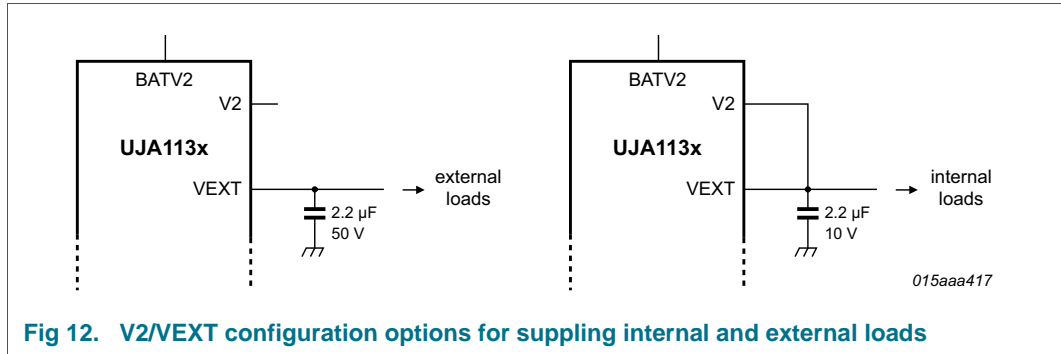 BATV2
V2
UJA113x
VEXT
external
loads
2.2 µF
50 V
BATV2
V2
UJA113x
VEXT
internal
loads
2.2 µF
10 V
015aaa417
Fig 12. V2/VEXT configuration options for suppling internal and external loads